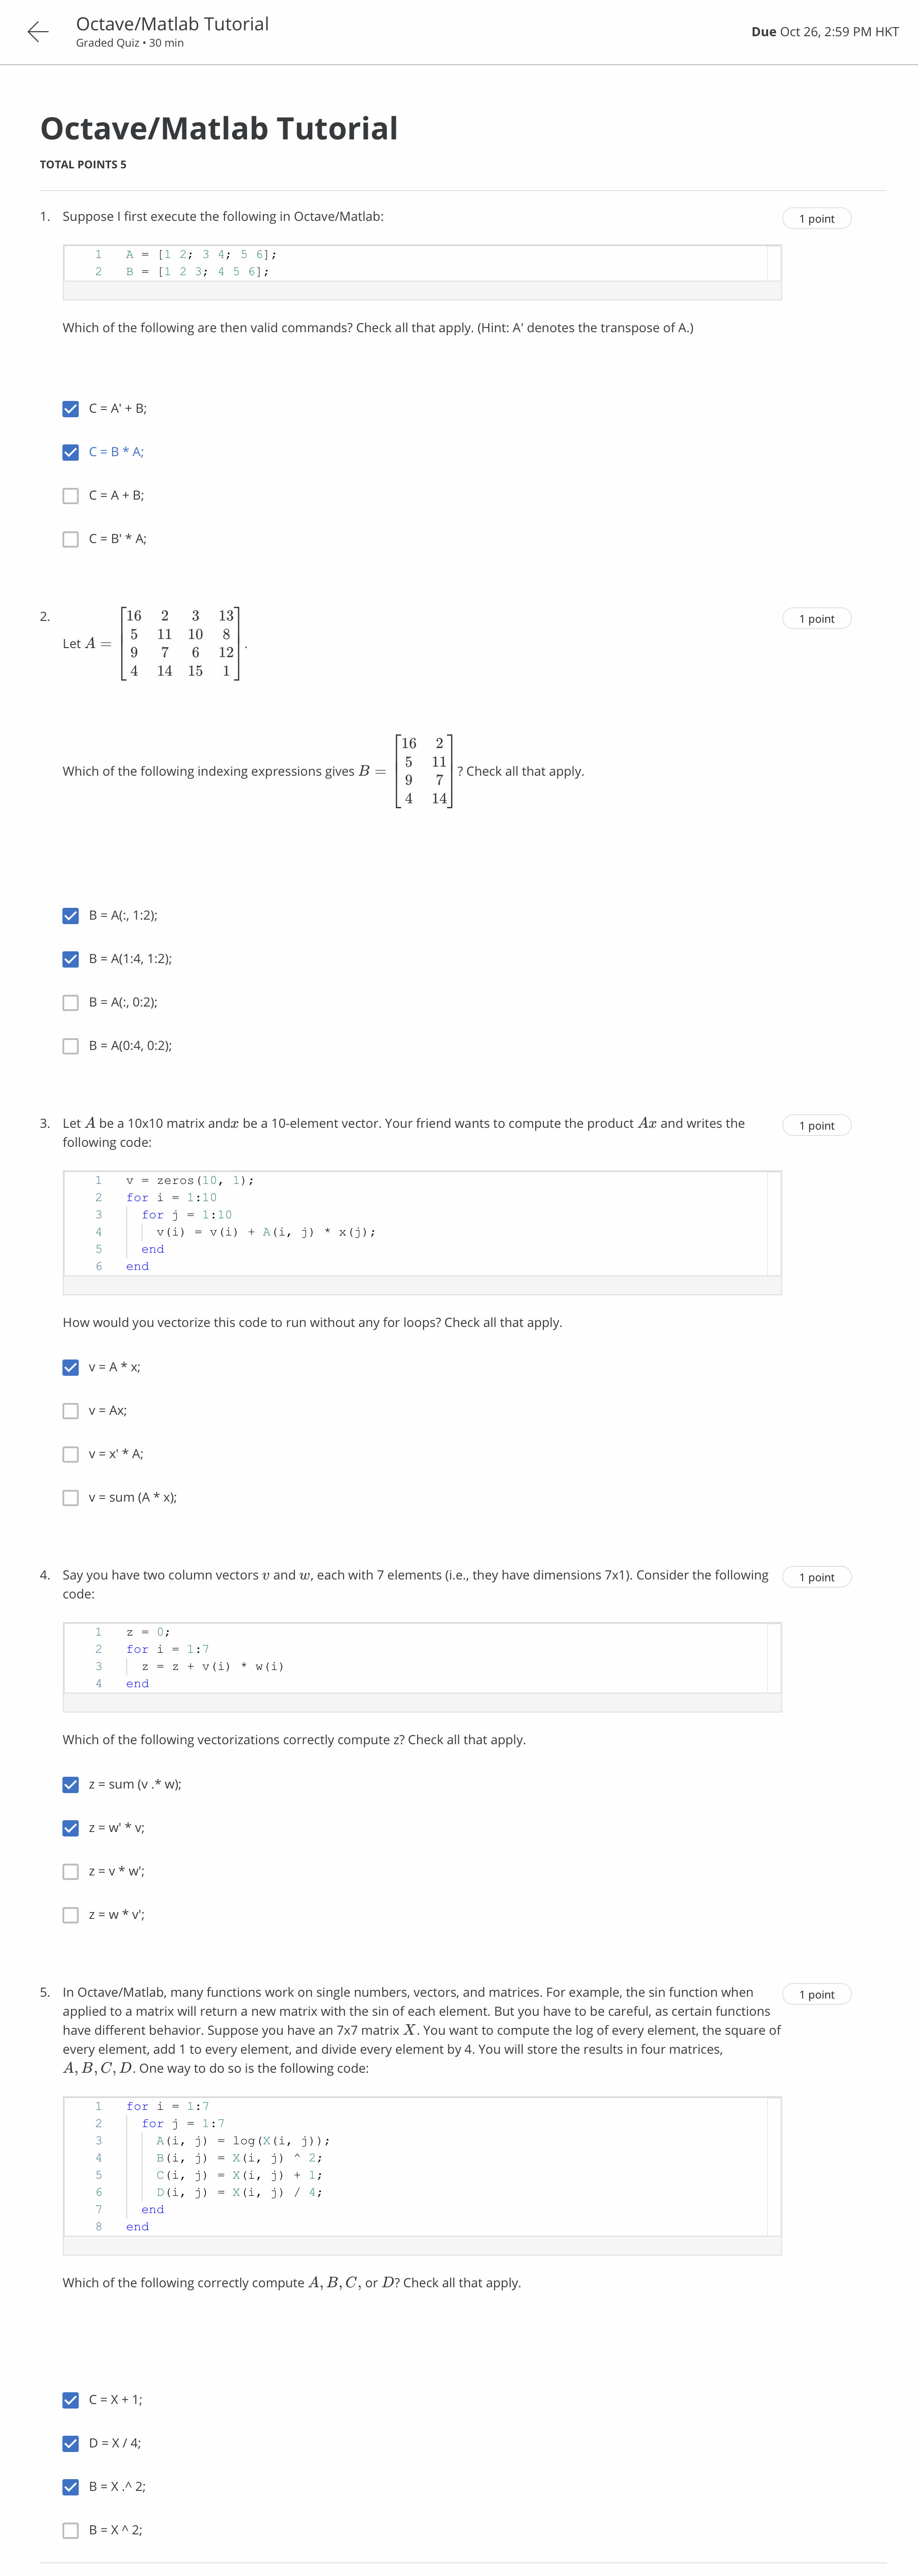 Octave/Matlab Tutorial
Graded Quiz • 30 min
Due Oct 26, 2:59 PM HKT
Octave/Matlab Tutorial
TOTAL POINTS 5
1. Suppose I first execute the following in Octave/Matlab:
1 point
1 A = [1 2; 3 4; 5 6];
2 B = [1 2 3; 4 5 6];
Which of the following are then valid commands? Check all that apply. (Hint: A' denotes the transpose of A.)
C = A' + B;
C = B * A;
C = A + B;
C = B' * A;
2.
1 point
Let A =
16 2 3 13
5 11 10 8
9 7 6 12
4 14 15 1
.
Which of the following indexing expressions gives B =
16 2
5 11
9 7
4 14
? Check all that apply.
B = A(:, 1:2);
B = A(1:4, 1:2);
B = A(:, 0:2);
B = A(0:4, 0:2);
3. Let A be a 10x10 matrix andx be a 10-element vector. Your friend wants to compute the product Ax and writes the
following code:
1 point
1 v = zeros(10, 1);
2 for i = 1:10
3 for j = 1:10
4 v(i) = v(i) + A(i, j) * x(j);
5 end
6 end
How would you vectorize this code to run without any for loops? Check all that apply.
v = A * x;
v = Ax;
v = x' * A;
v = sum (A * x);
4. Say you have two column vectors v and w, each with 7 elements (i.e., they have dimensions 7x1). Consider the following
code:
1 point
1 z = 0;
2 for i = 1:7
3 z = z + v(i) * w(i)
4 end
Which of the following vectorizations correctly compute z? Check all that apply.
z = sum (v .* w);
z = w' * v;
z = v * w';
z = w * v';
5. In Octave/Matlab, many functions work on single numbers, vectors, and matrices. For example, the sin function when
applied to a matrix will return a new matrix with the sin of each element. But you have to be careful, as certain functions
have different behavior. Suppose you have an 7x7 matrix X. You want to compute the log of every element, the square of
every element, add 1 to every element, and divide every element by 4. You will store the results in four matrices,
A, B, C, D. One way to do so is the following code:
1 point
1 for i = 1:7
2 for j = 1:7
3 A(i, j) = log(X(i, j));
4 B(i, j) = X(i, j) ^ 2;
5 C(i, j) = X(i, j) + 1;
6 D(i, j) = X(i, j) / 4;
7 end
8 end
Which of the following correctly compute A, B, C, or D? Check all that apply.
C = X + 1;
D = X / 4;
B = X .^ 2;
B = X ^ 2;